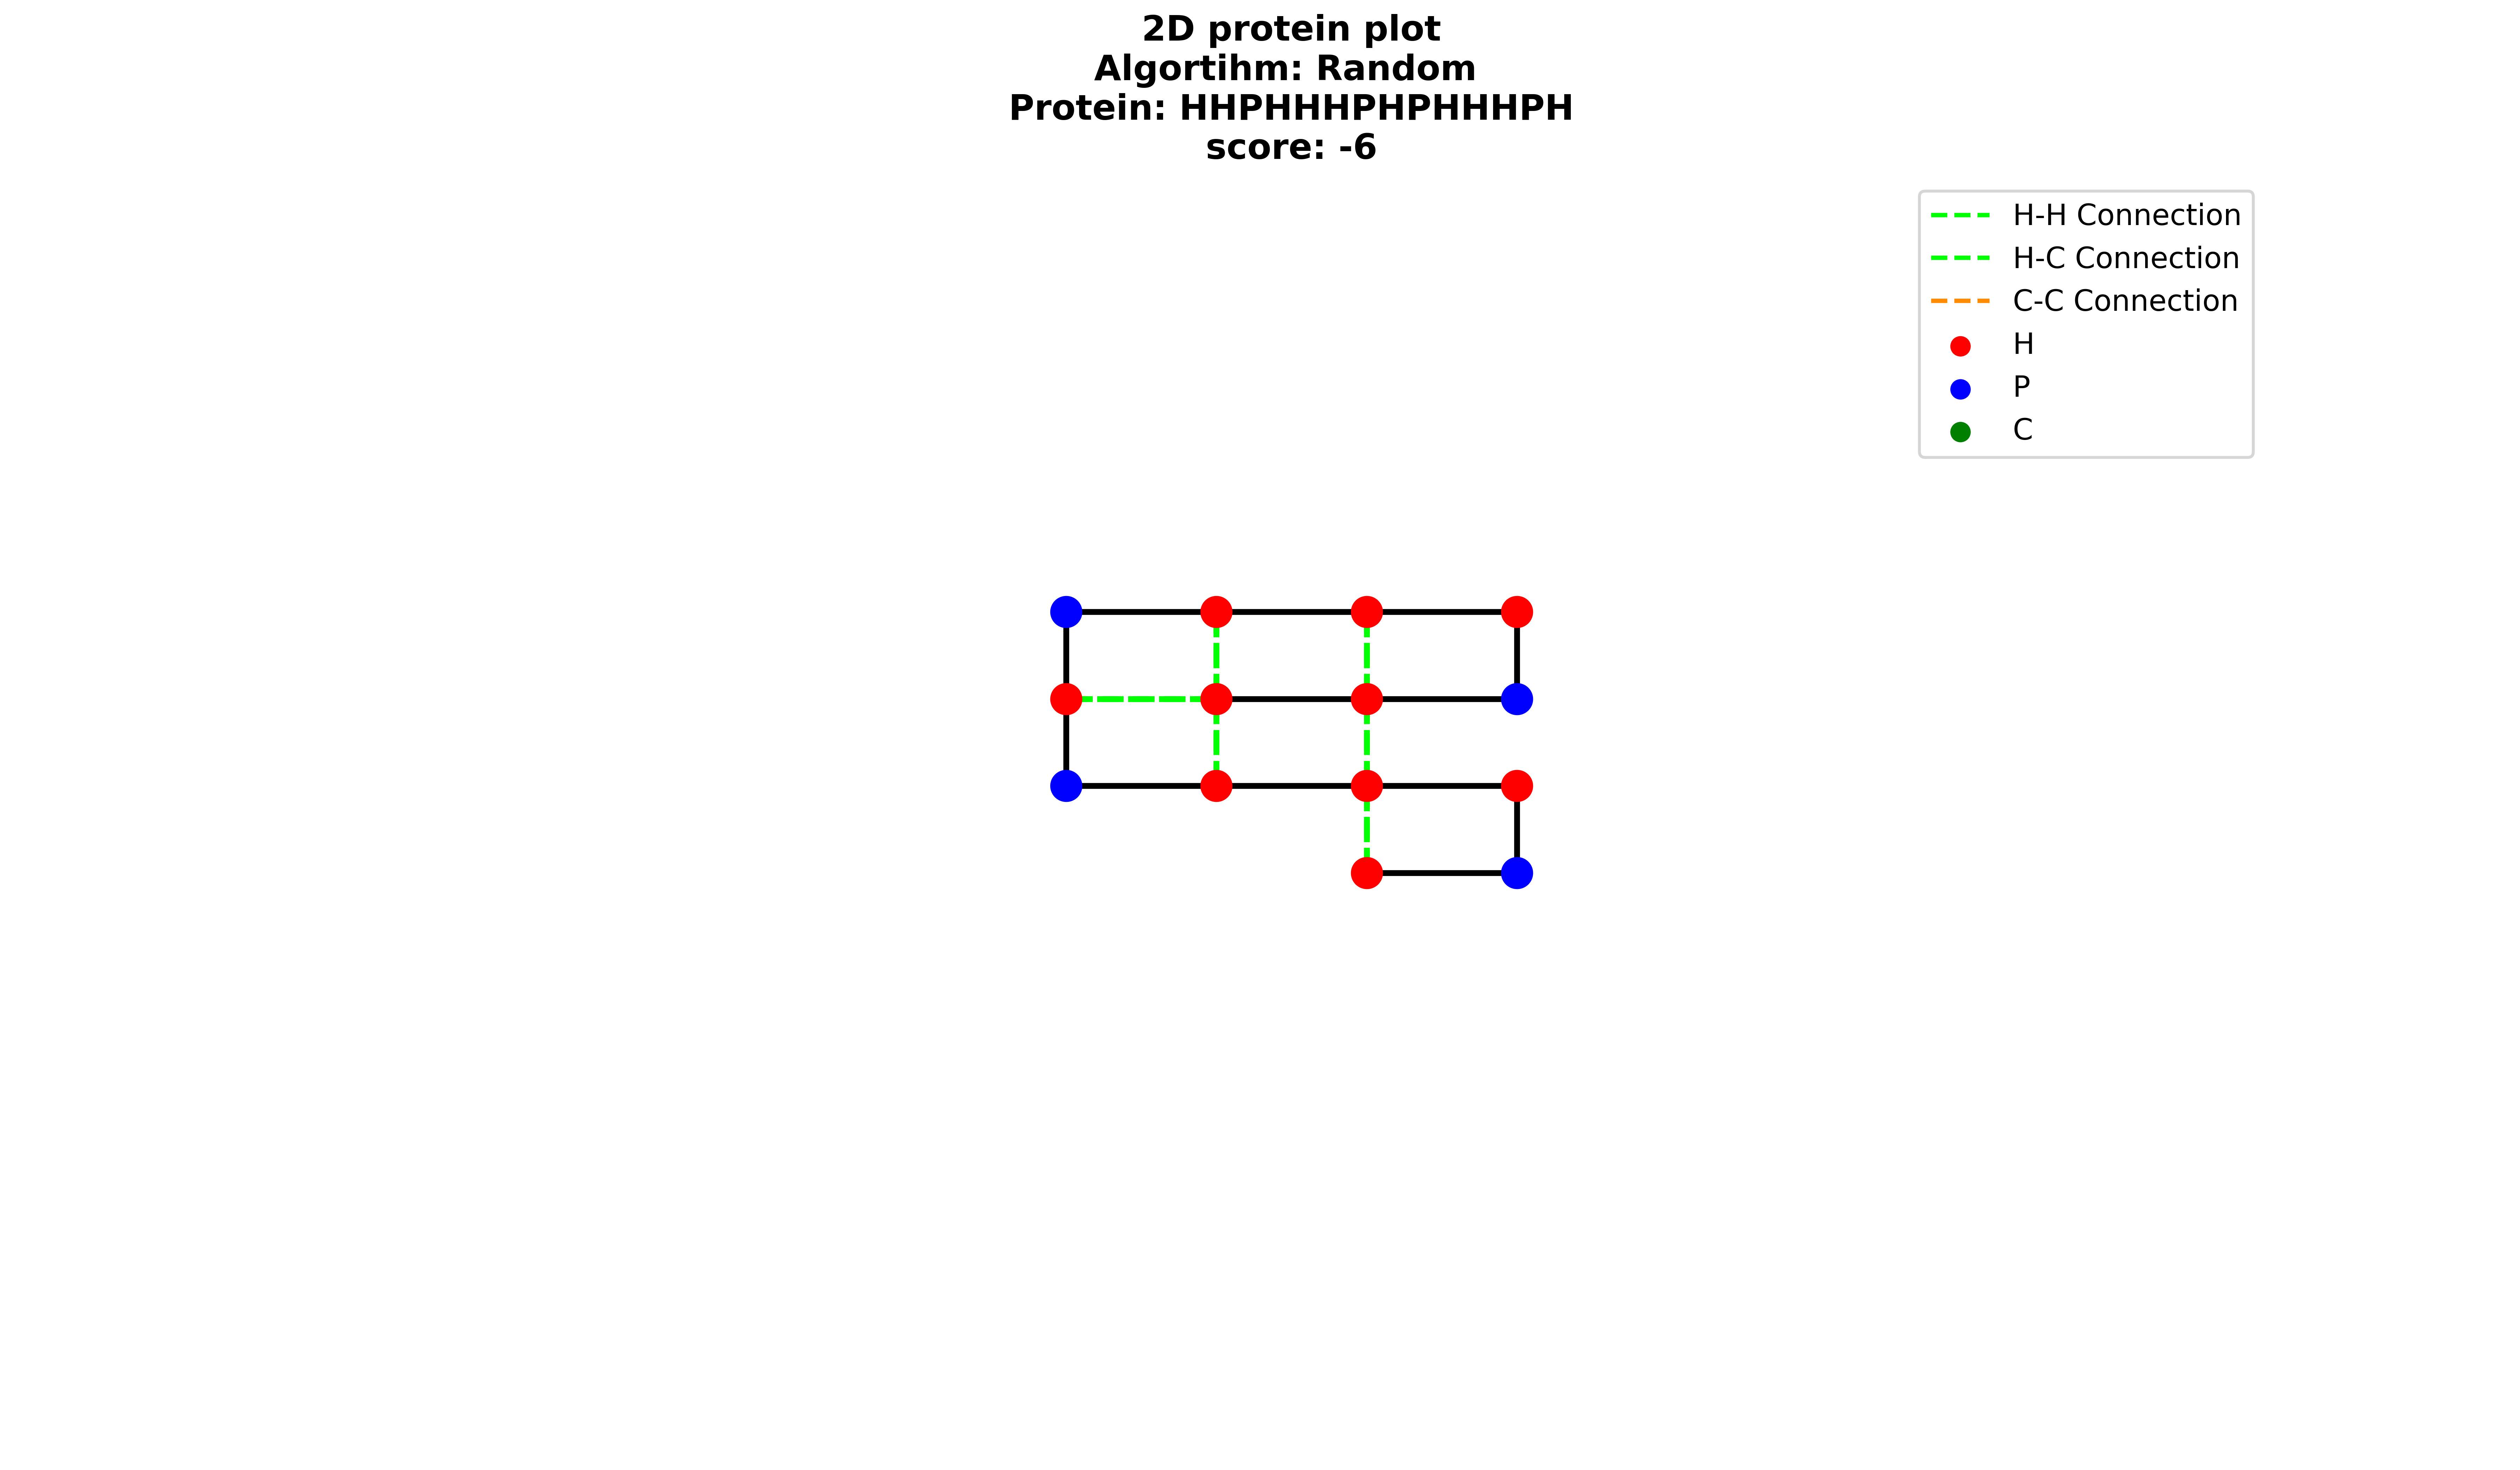 2D protein plot
Algortihm: Random
Protein: HHPHHHPHPHHHPH
score: -6
H-H Connection
H-C Connection
C-C Connection
H
P
C